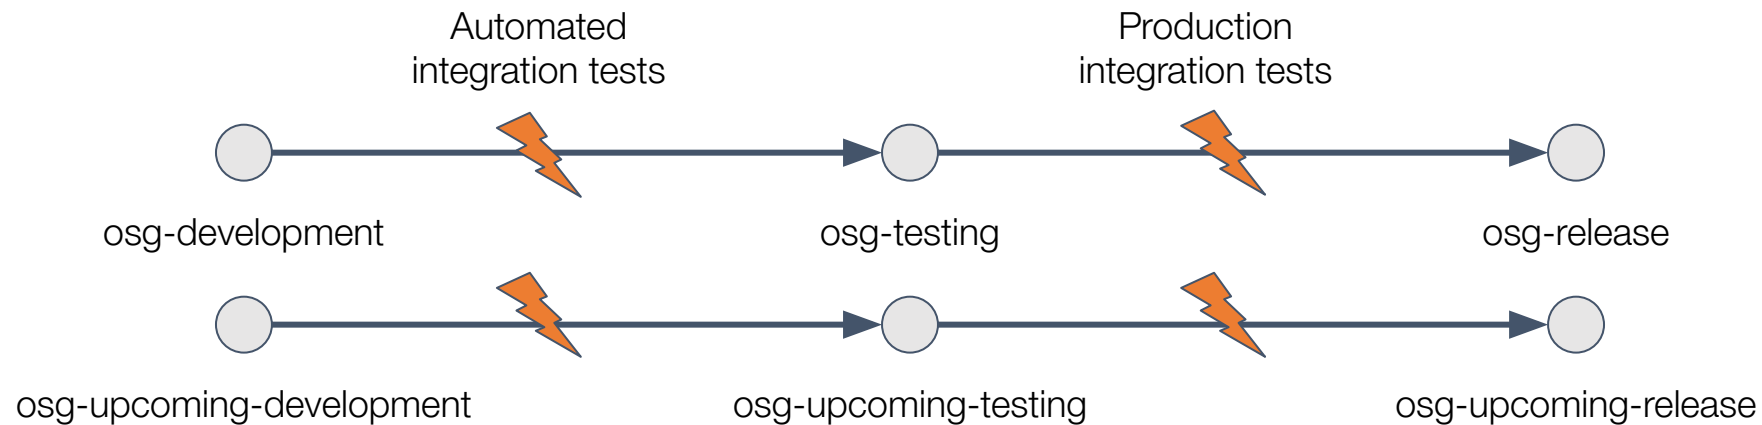 Automated
integration tests
Production
integration tests
osg-development
osg-testing
osg-release
osg-upcoming-development
osg-upcoming-testing
osg-upcoming-release